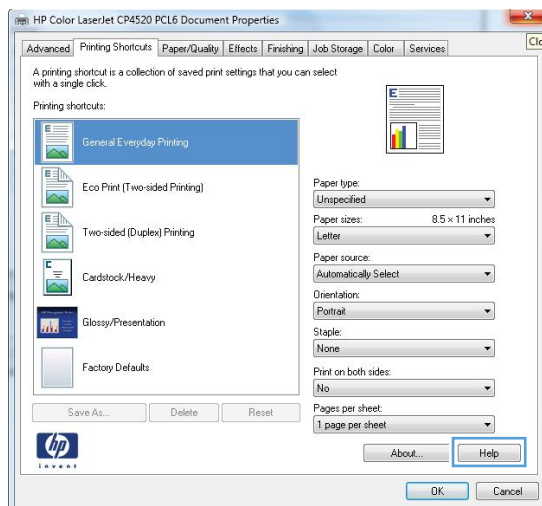 HP Color LaserJet CP4520 PCL6 Document Properties
Clo
Advanced Printing Shortcuts Paper/Quality Effects Finishing Job Storage Color Services
A printing shortcut is a collection of saved print settings that you can select
with a single click.
Printing shortcuts:
General Everyday Printing
Eco Print (Two-sided Printing)
Two-sided (Duplex) Printing
Cardstock/Heavy
Glossy/Presentation
Factory Defaults
Save As... Delete Reset
Paper type:
Unspecified
Paper sizes: 8.5 × 11 inches
Letter
Paper source:
Automatically Select
Orientation:
Portrait
Staple:
None
Print on both sides:
No
Pages per sheet:
1 page per sheet
hp
invent
About... Help
OK Cancel